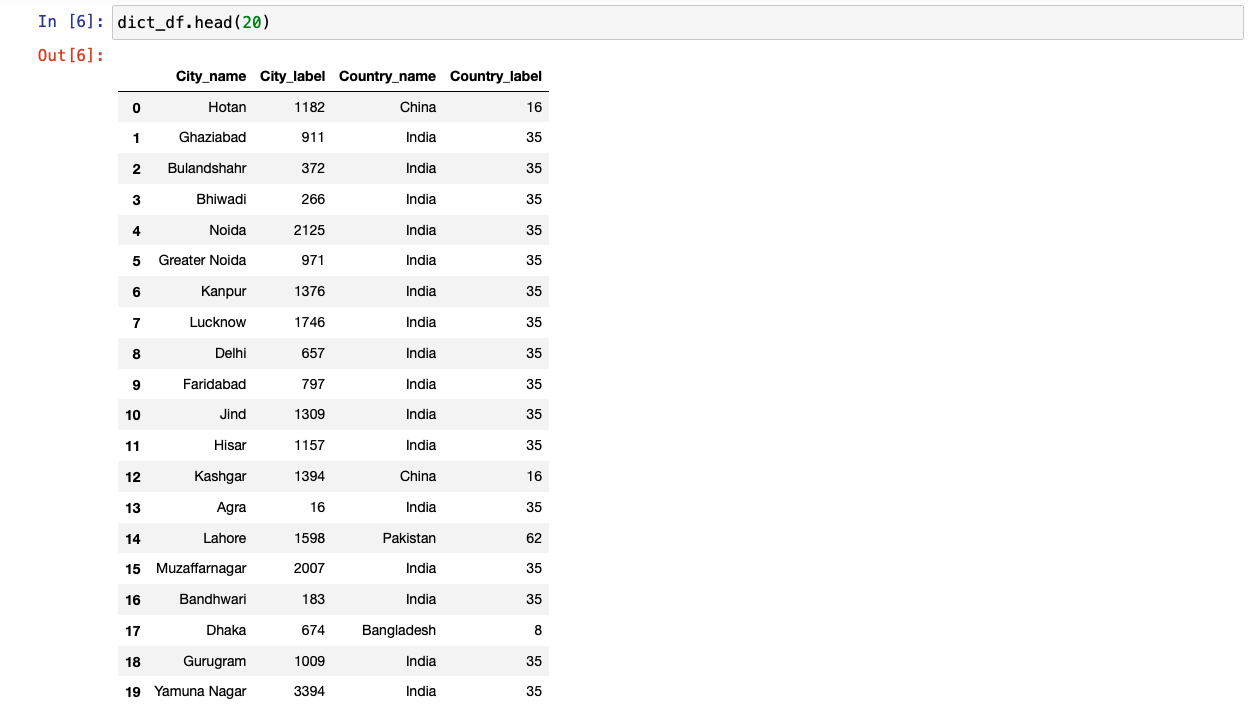 In [6]: dict_df.head(20)
Out[6]:
City_name City_label Country_name Country_label
0 Hotan 1182 China 16
1 Ghaziabad 911 India 35
2 Bulandshahr 372 India 35
3 Bhiwadi 266 India 35
4 Noida 2125 India 35
5 Greater Noida 971 India 35
6 Kanpur 1376 India 35
7 Lucknow 1746 India 35
8 Delhi 657 India 35
9 Faridabad 797 India 35
10 Jind 1309 India 35
11 Hisar 1157 India 35
12 Kashgar 1394 China 16
13 Agra 16 India 35
14 Lahore 1598 Pakistan 62
15 Muzaffarnagar 2007 India 35
16 Bandhwari 183 India 35
17 Dhaka 674 Bangladesh 8
18 Gurugram 1009 India 35
19 Yamuna Nagar 3394 India 35